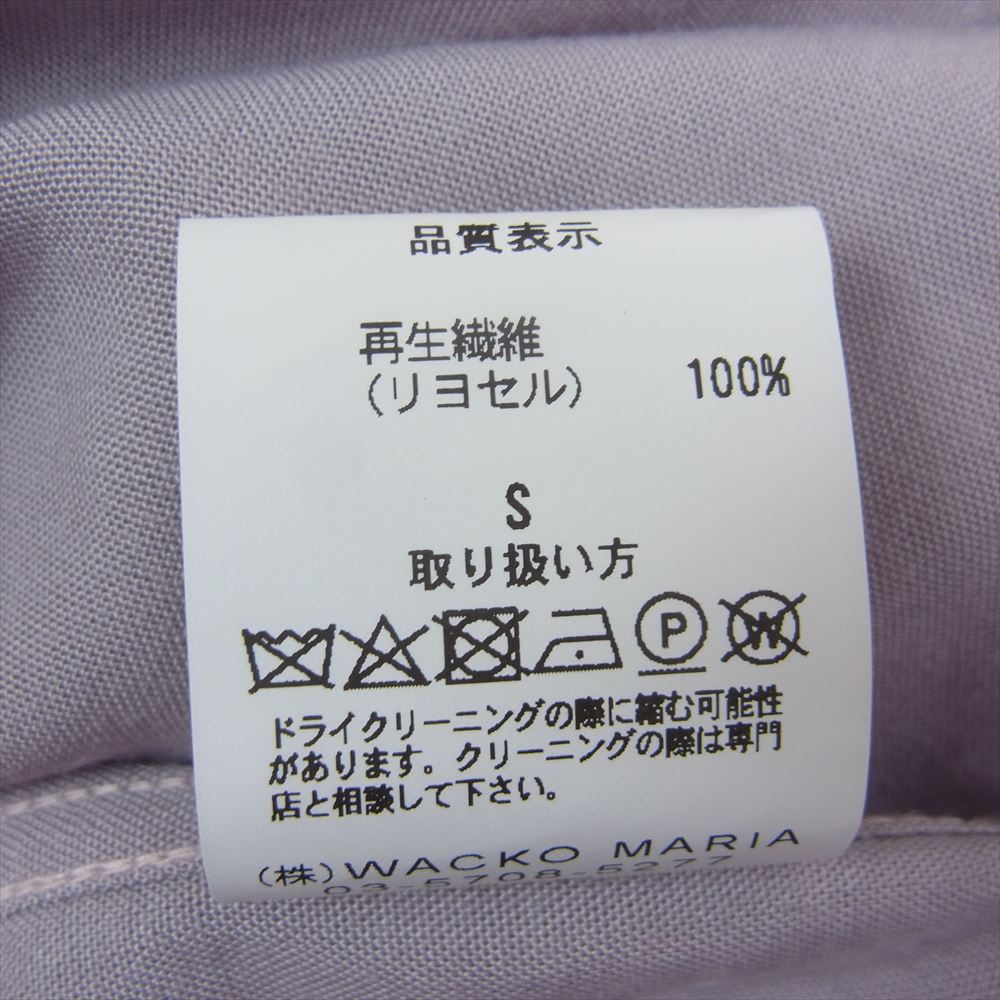 品質表示
再生繊維
(リヨセル) 100%
S
取り扱い方
P W
ドライクリーニングの際に縮む可能性
があります。クリーニングの際は専門
店と相談して下さい。
(株)WACKO MARIA
03-5708-5277